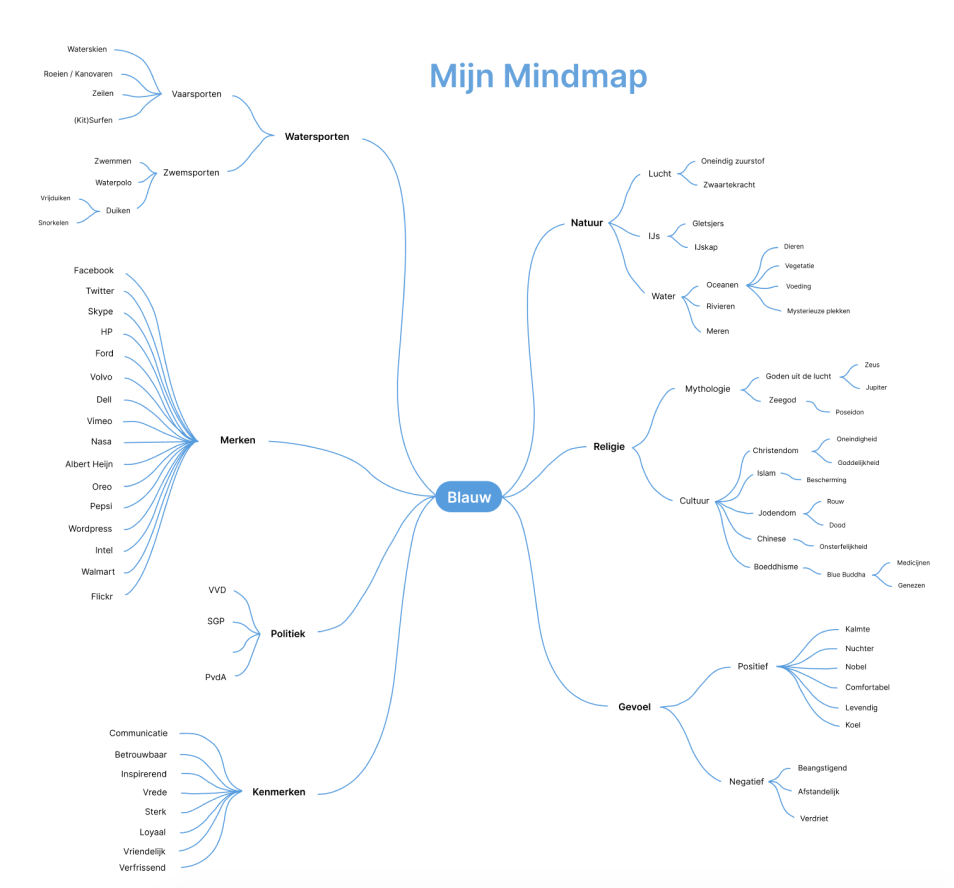 Mijn Mindmap
Blauw
Watersporten
Vaarsporten
Waterskien
Roeien / Kanovaren
Zeilen
(Kit)Surfen
Zwemsporten
Zwemmen
Waterpolo
Duiken
Vrijduiken
Snorkelen
Merken
Facebook
Twitter
Skype
HP
Ford
Volvo
Dell
Vimeo
Nasa
Albert Heijn
Oreo
Pepsi
Wordpress
Intel
Walmart
Flickr
Politiek
VVD
SGP
PvdA
Kenmerken
Communicatie
Betrouwbaar
Inspirerend
Vrede
Sterk
Loyaal
Vriendelijk
Verfrissend
Natuur
Lucht
Oneindig zuurstof
Zwaartekracht
IJs
Gletsjers
IJskap
Water
Oceanen
Dieren
Vegetatie
Voeding
Mysterieuze plekken
Rivieren
Meren
Religie
Mythologie
Goden uit de lucht
Zeus
Jupiter
Zeegod
Poseidon
Cultuur
Christendom
Oneindigheid
Goddelijkheid
Islam
Bescherming
Jodendom
Rouw
Dood
Chinese
Onsterfelijkheid
Boeddhisme
Blue Buddha
Medicijnen
Genezen
Gevoel
Positief
Kalmte
Nuchter
Nobel
Comfortabel
Levendig
Koel
Negatief
Beangstigend
Afstandelijk
Verdriet